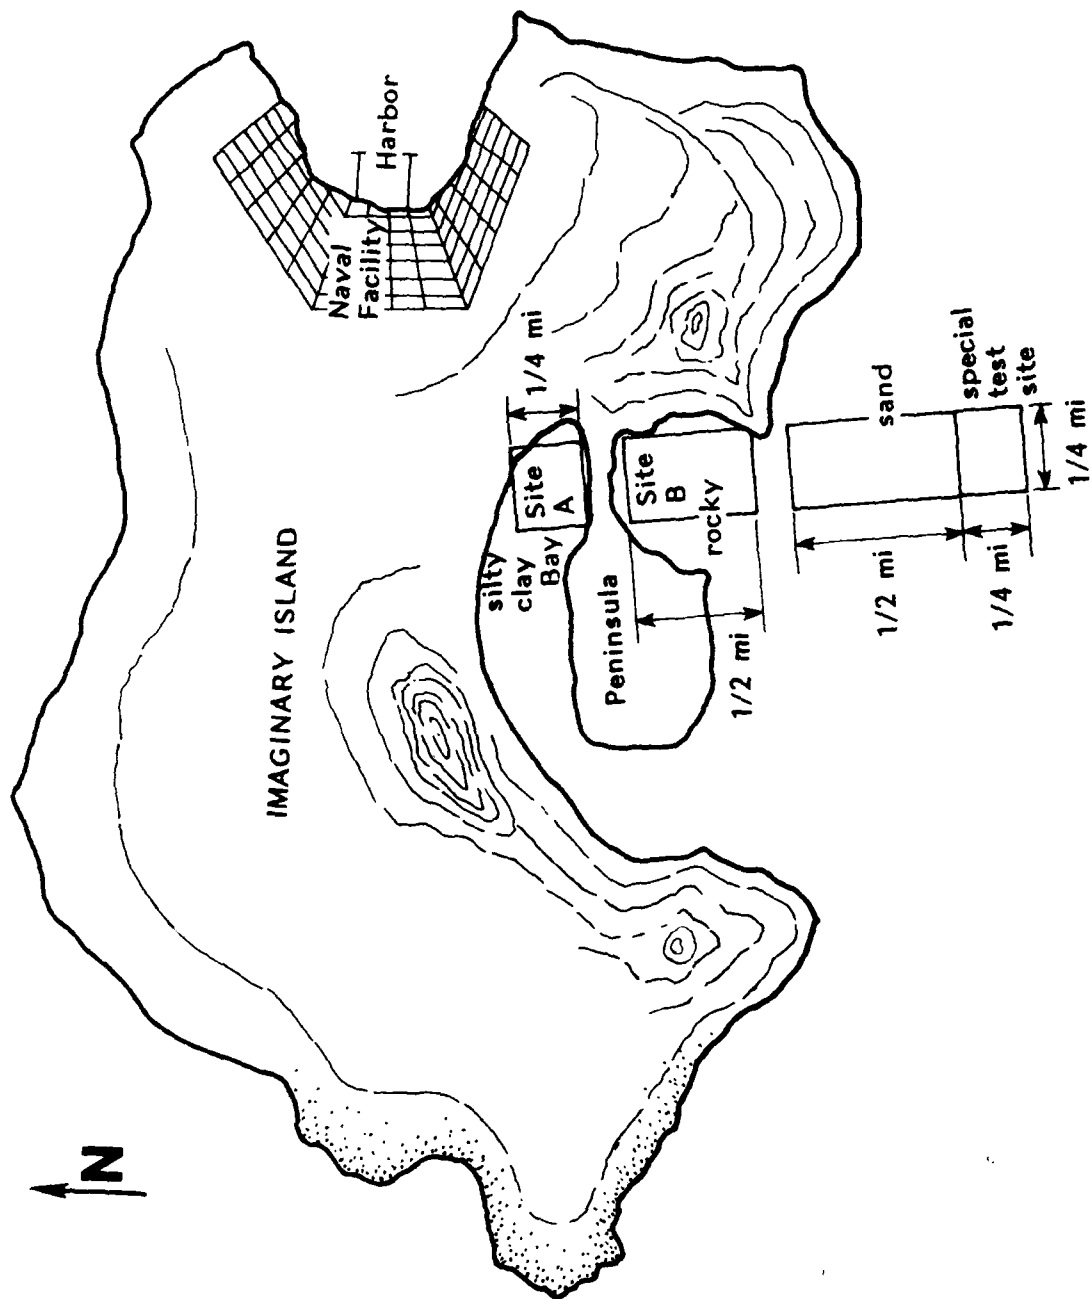 N
IMAGINARY ISLAND
Naval
Facility
Harbor
1/4 mi
Site
A
silty
clay
Bay
Peninsula
Site
B
rocky
1/2 mi
sand
special
test
site
1/2 mi
1/4 mi
1/4 mi